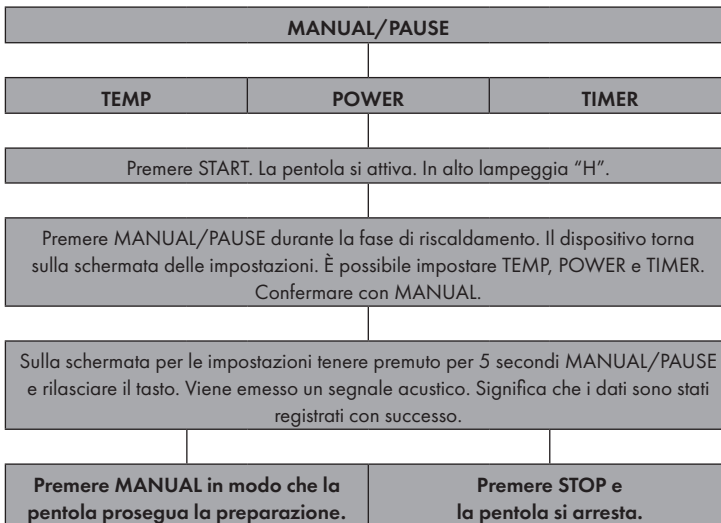 MANUAL/PAUSE
TEMP POWER TIMER
Premere START. La pentola si attiva. In alto lampeggia “H”.
Premere MANUAL/PAUSE durante la fase di riscaldamento. Il dispositivo torna
sulla schermata delle impostazioni. È possibile impostare TEMP, POWER e TIMER.
Confermare con MANUAL.
Sulla schermata per le impostazioni tenere premuto per 5 secondi MANUAL/PAUSE
e rilasciare il tasto. Viene emesso un segnale acustico. Significa che i dati sono stati
registrati con successo.
Premere MANUAL in modo che la
pentola prosegua la preparazione.
Premere STOP e
la pentola si arresta.